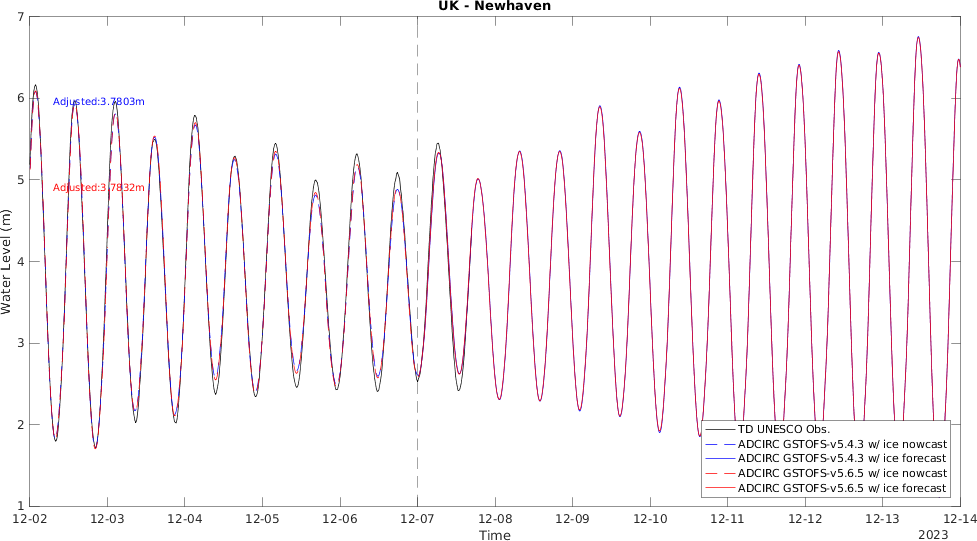 UK - Newhaven
7
6
5
4
3
2
1
Water Level (m)
Adjusted:3.7803m
Adjusted:3.7832m
TD UNESCO Obs.
ADCIRC GSTOFS-v5.4.3 w/ ice nowcast
ADCIRC GSTOFS-v5.4.3 w/ ice forecast
ADCIRC GSTOFS-v5.6.5 w/ ice nowcast
ADCIRC GSTOFS-v5.6.5 w/ ice forecast
12-02 12-03 12-04 12-05 12-06 12-07 12-08 12-09 12-10 12-11 12-12 12-13 12-14
Time
2023